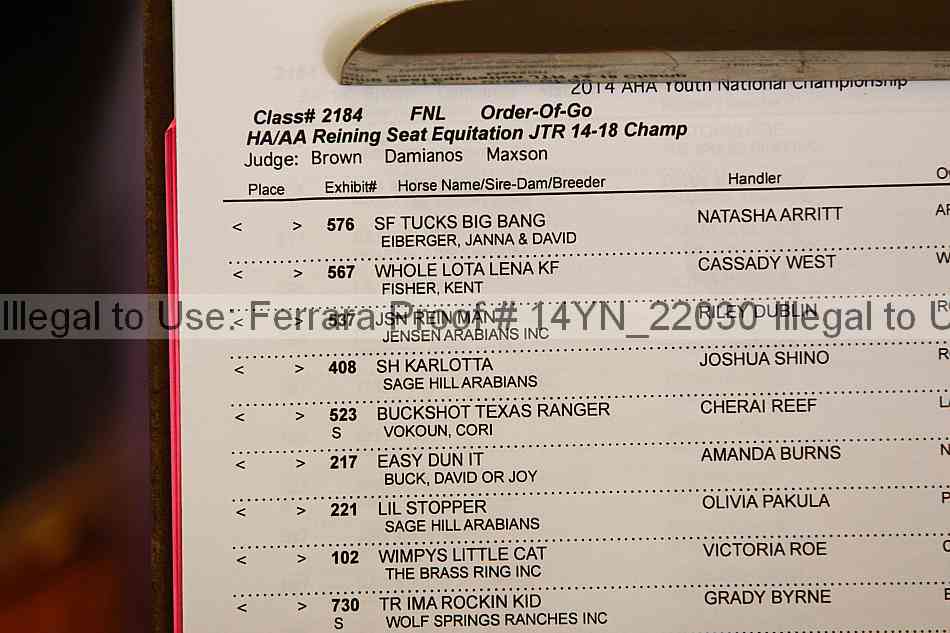 2014 AHA Youth National Championship
Class# 2184 FNL Order-Of-Go
HA/AA Reining Seat Equitation JTR 14-18 Champ
Judge: Brown Damianos Maxson
Place Exhibit# Horse Name/Sire-Dam/Breeder Handler
< > 576 SF TUCKS BIG BANG NATASHA ARRITT
EIBERGER, JANNA & DAVID
< > 567 WHOLE LOTA LENA KF CASSADY WEST
FISHER, KENT
Illegal to Use. Ferrara Proof# 14YN_22030 Illegal to U
< > 537 JSH REIN MAN RILEY DUBLIN
JENSEN ARABIANS INC
< > 408 SH KARLOTTA JOSHUA SHINO
SAGE HILL ARABIANS
< > 523 BUCKSHOT TEXAS RANGER CHERAI REEF
S VOKOUN, CORI
< > 217 EASY DUN IT AMANDA BURNS
BUCK, DAVID OR JOY
< > 221 LIL STOPPER OLIVIA PAKULA
SAGE HILL ARABIANS
< > 102 WIMPYS LITTLE CAT VICTORIA ROE
THE BRASS RING INC
< > 730 TR IMA ROCKIN KID GRADY BYRNE
S WOLF SPRINGS RANCHES INC